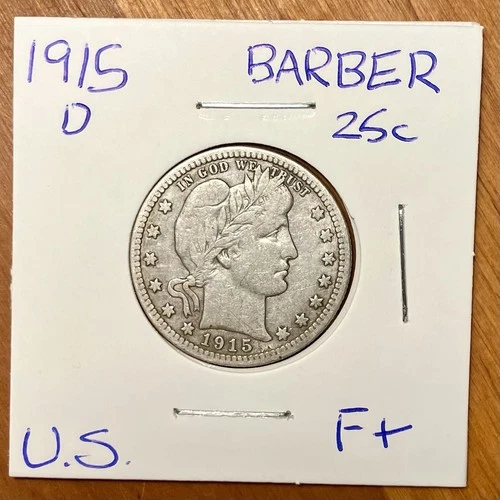 1915 BARBER
D 25c
IN GOD WE TRUST
1915
U.S. F+